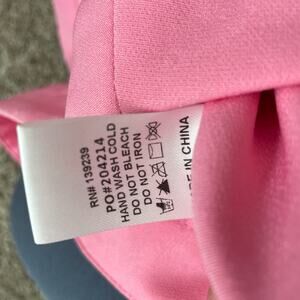 RN# 139239
PO#204214
HAND WASH COLD
DO NOT BLEACH
DO NOT IRON
IN CHINA